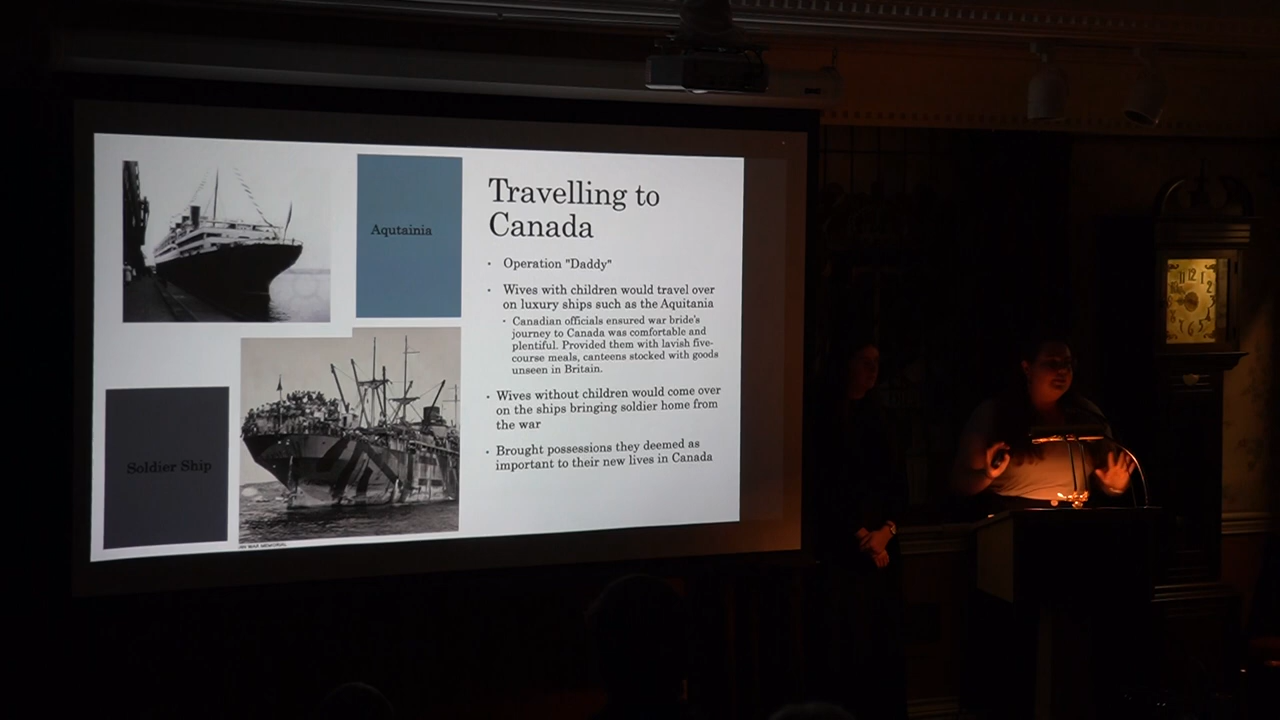 Aqutainia
Soldier Ship
Travelling to
Canada
• Operation "Daddy"
• Wives with children would travel over
on luxury ships such as the Aquitania
• Canadian officials ensured war bride's
journey to Canada was comfortable and
plentiful. Provided them with lavish five-
course meals, canteens stocked with goods
unseen in Britain.
• Wives without children would come over
on the ships bringing soldier home from
the war
• Brought possessions they deemed as
important to their new lives in Canada
WAR MEMORIAL